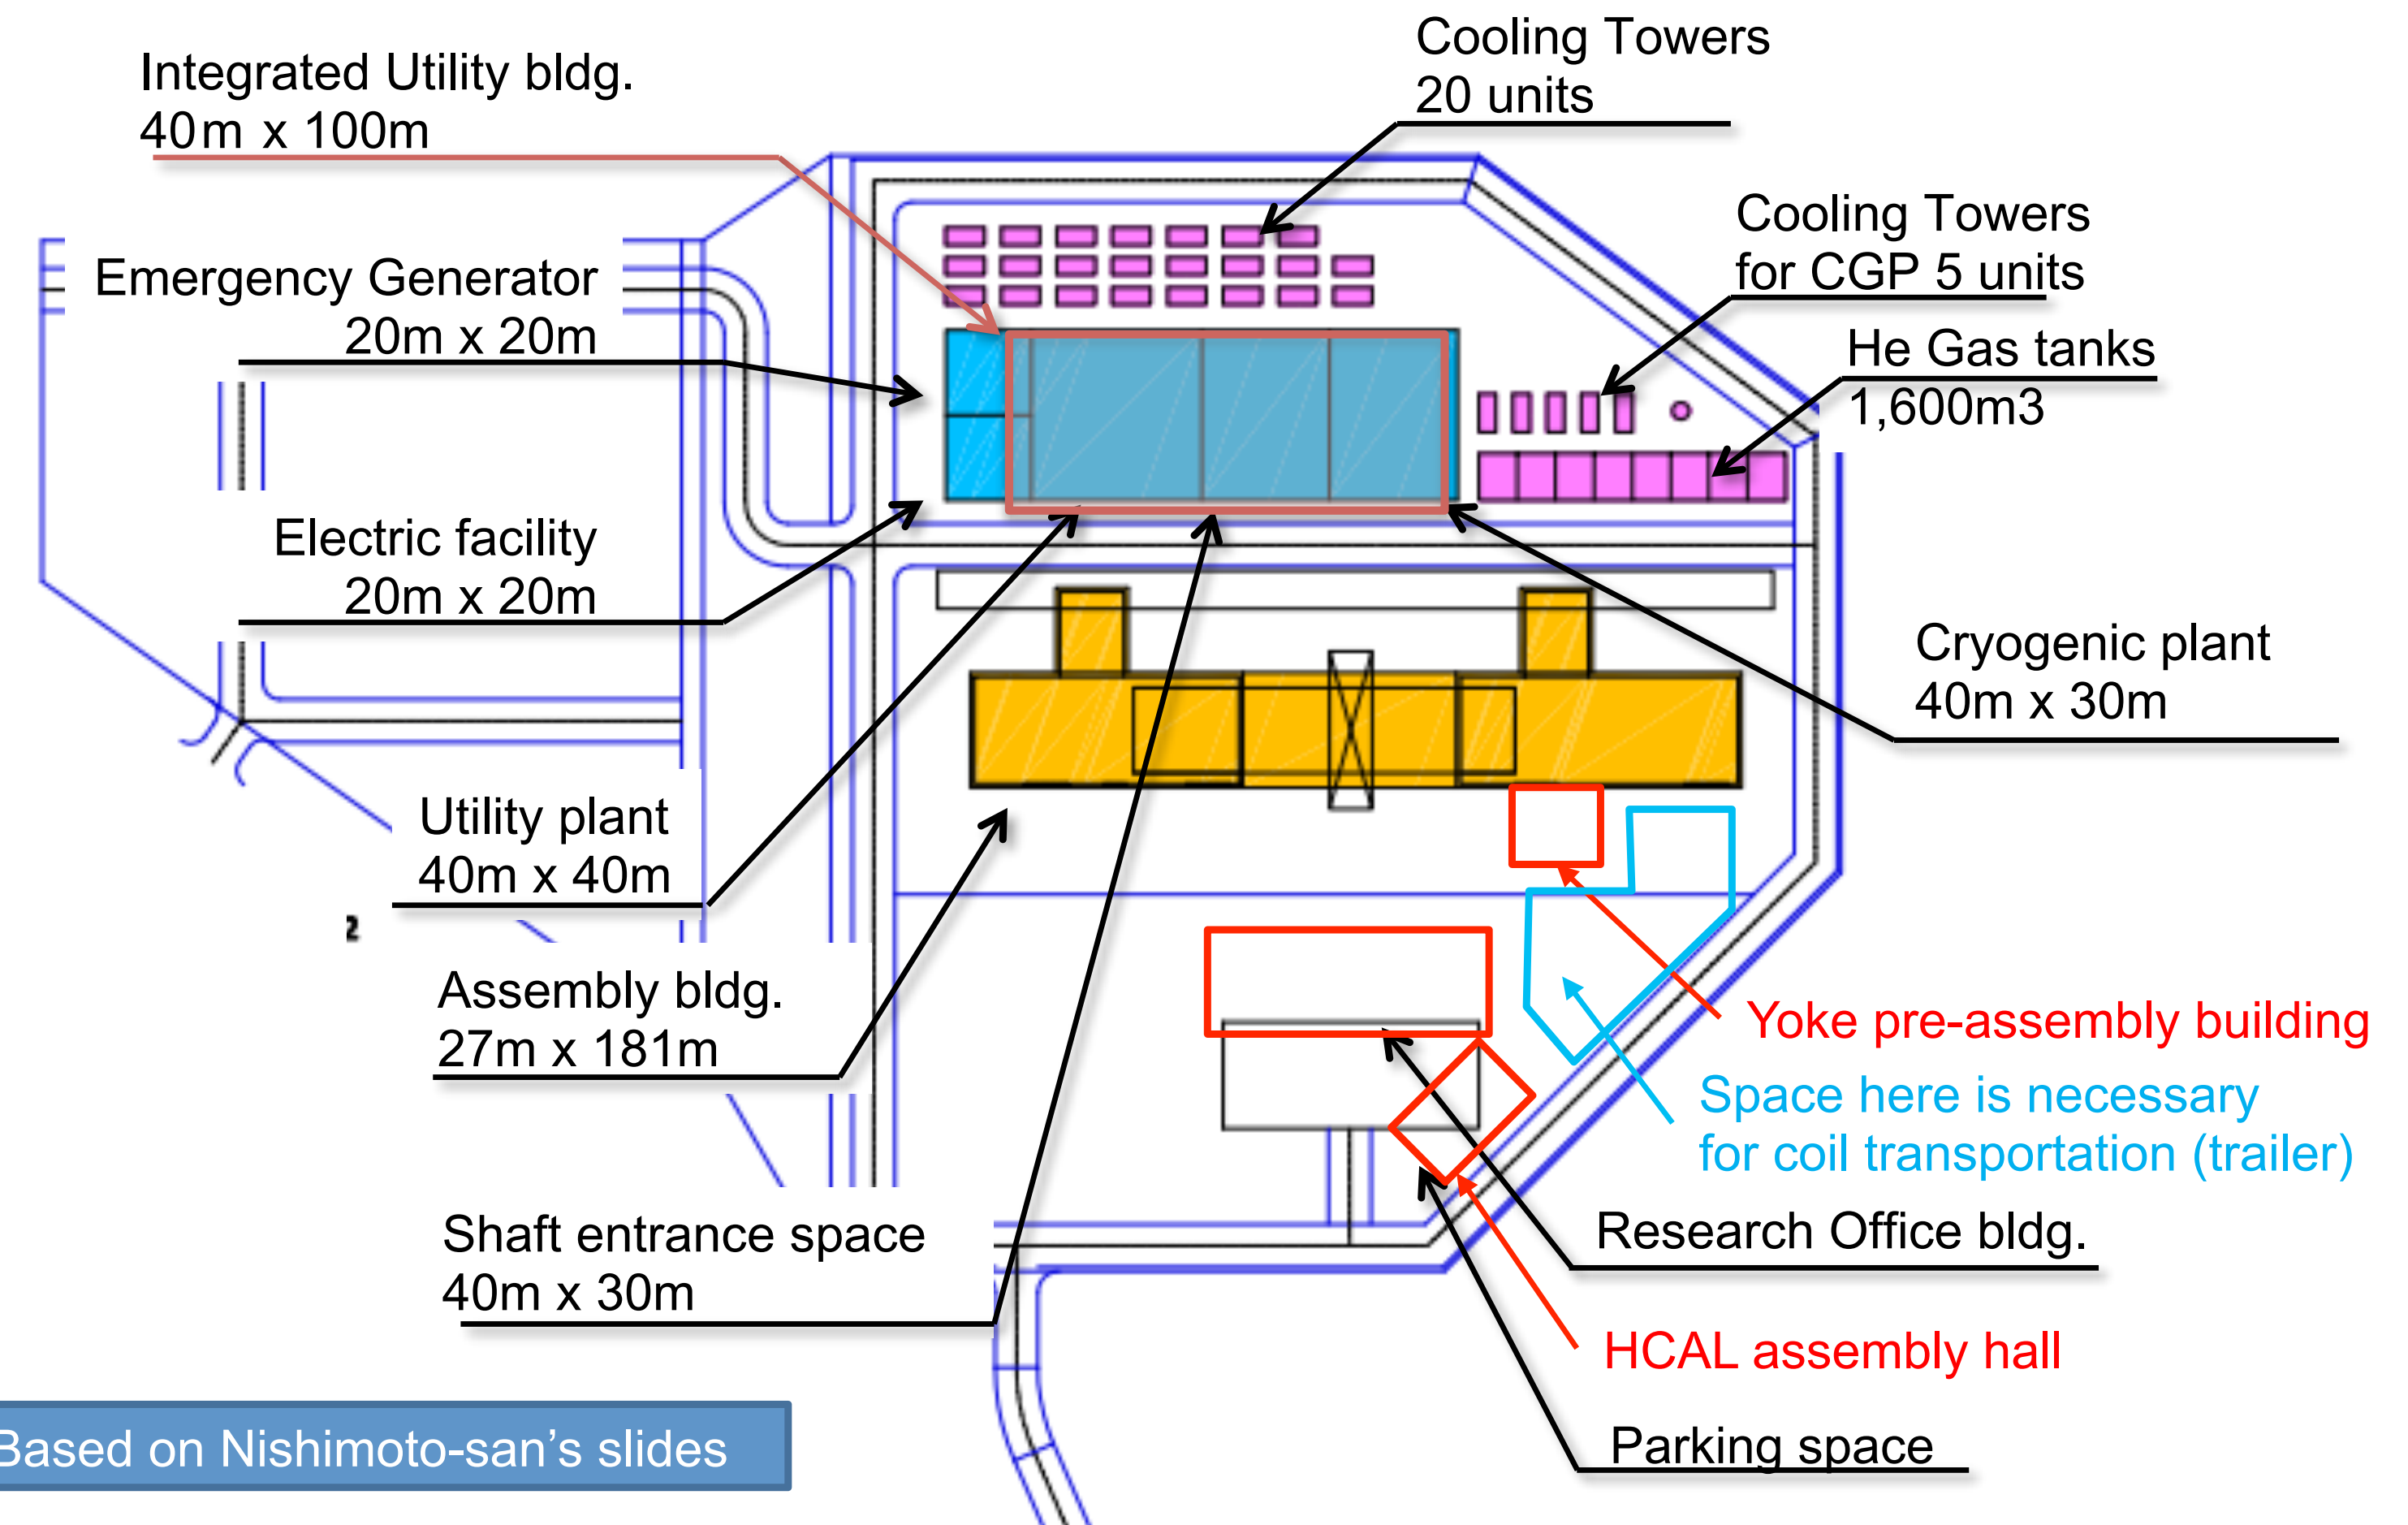 Cooling Towers
20 units
Integrated Utility bldg.
40m x 100m
Cooling Towers
for CGP 5 units
Emergency Generator
20m x 20m
He Gas tanks
1,600m3
Electric facility
20m x 20m
Cryogenic plant
40m x 30m
Utility plant
40m x 40m
2
Assembly bldg.
27m x 181m
Yoke pre-assembly building
Space here is necessary
for coil transportation (trailer)
Shaft entrance space
40m x 30m
Research Office bldg.
HCAL assembly hall
Parking space
Based on Nishimoto-san’s slides